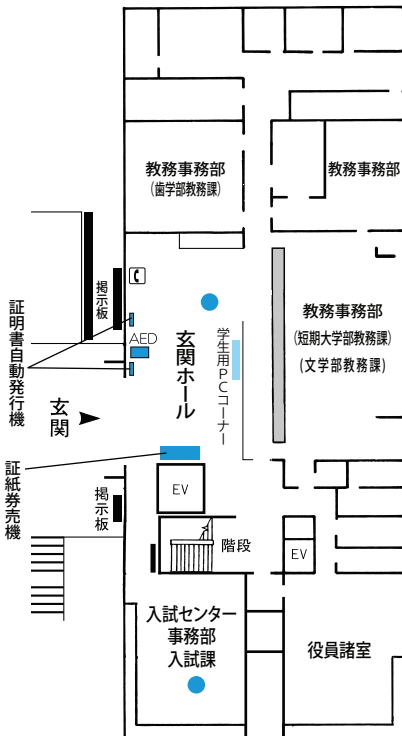 教務事務部
(歯学部教務課)
教務事務部
掲示板
証明書自動発行機
AED
玄関ホール
学生用PCコーナー
教務事務部
(短期大学部教務課)
(文学部教務課)
玄関
証紙券売機
掲示板
EV
階段
EV
入試センター
事務部
入試課
役員諸室